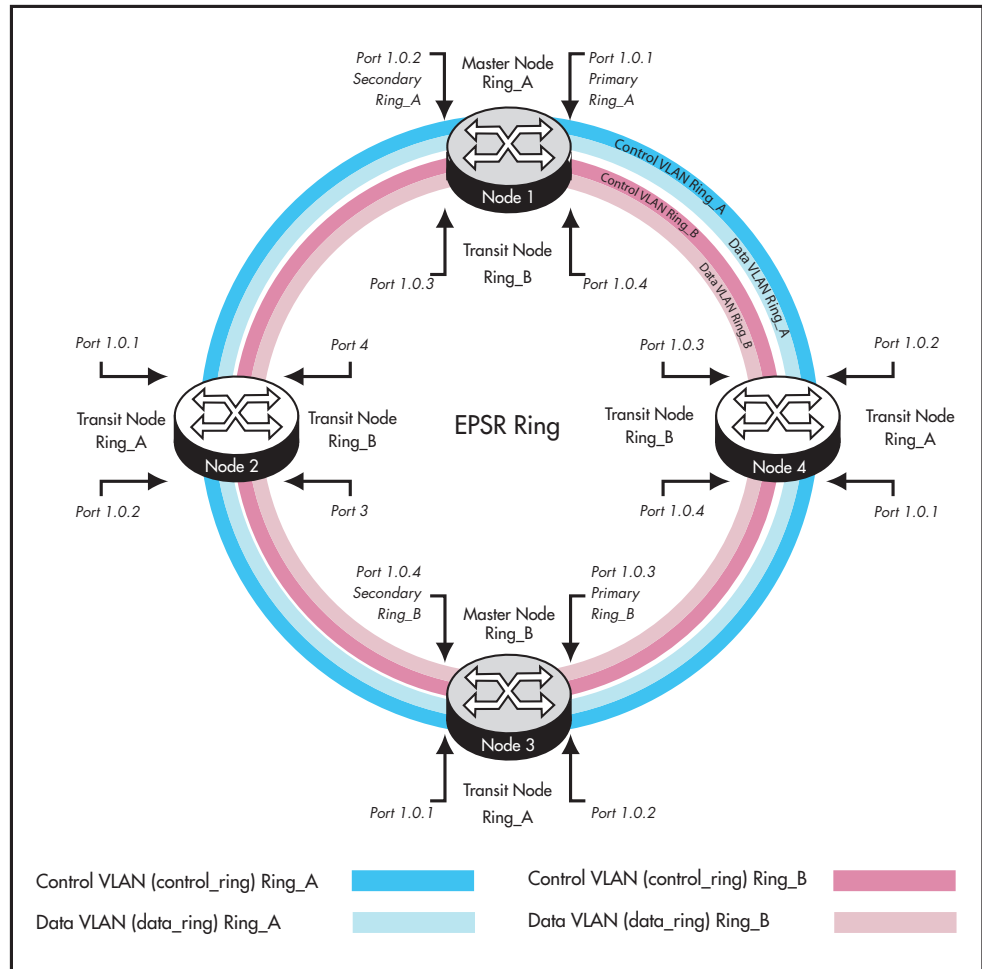 Port 1.0.2
Secondary
Ring_A
Master Node
Ring_A
Port 1.0.1
Primary
Ring_A
Node 1
Control VLAN Ring_A
Control VLAN Ring_B
Data VLAN Ring_A
Data VLAN Ring_B
Port 1.0.3
Transit Node
Ring_B
Port 1.0.4
Port 1.0.1
Port 4
Port 1.0.3
Port 1.0.2
Transit Node
Ring_A
Node 2
Transit Node
Ring_B
EPSR Ring
Transit Node
Ring_B
Node 4
Transit Node
Ring_A
Port 1.0.2
Port 3
Port 1.0.4
Port 1.0.1
Port 1.0.4
Secondary
Ring_B
Master Node
Ring_B
Port 1.0.3
Primary
Ring_B
Node 3
Port 1.0.1
Transit Node
Ring_A
Port 1.0.2
Control VLAN (control_ring) Ring_A
Control VLAN (control_ring) Ring_B
Data VLAN (data_ring) Ring_A
Data VLAN (data_ring) Ring_B